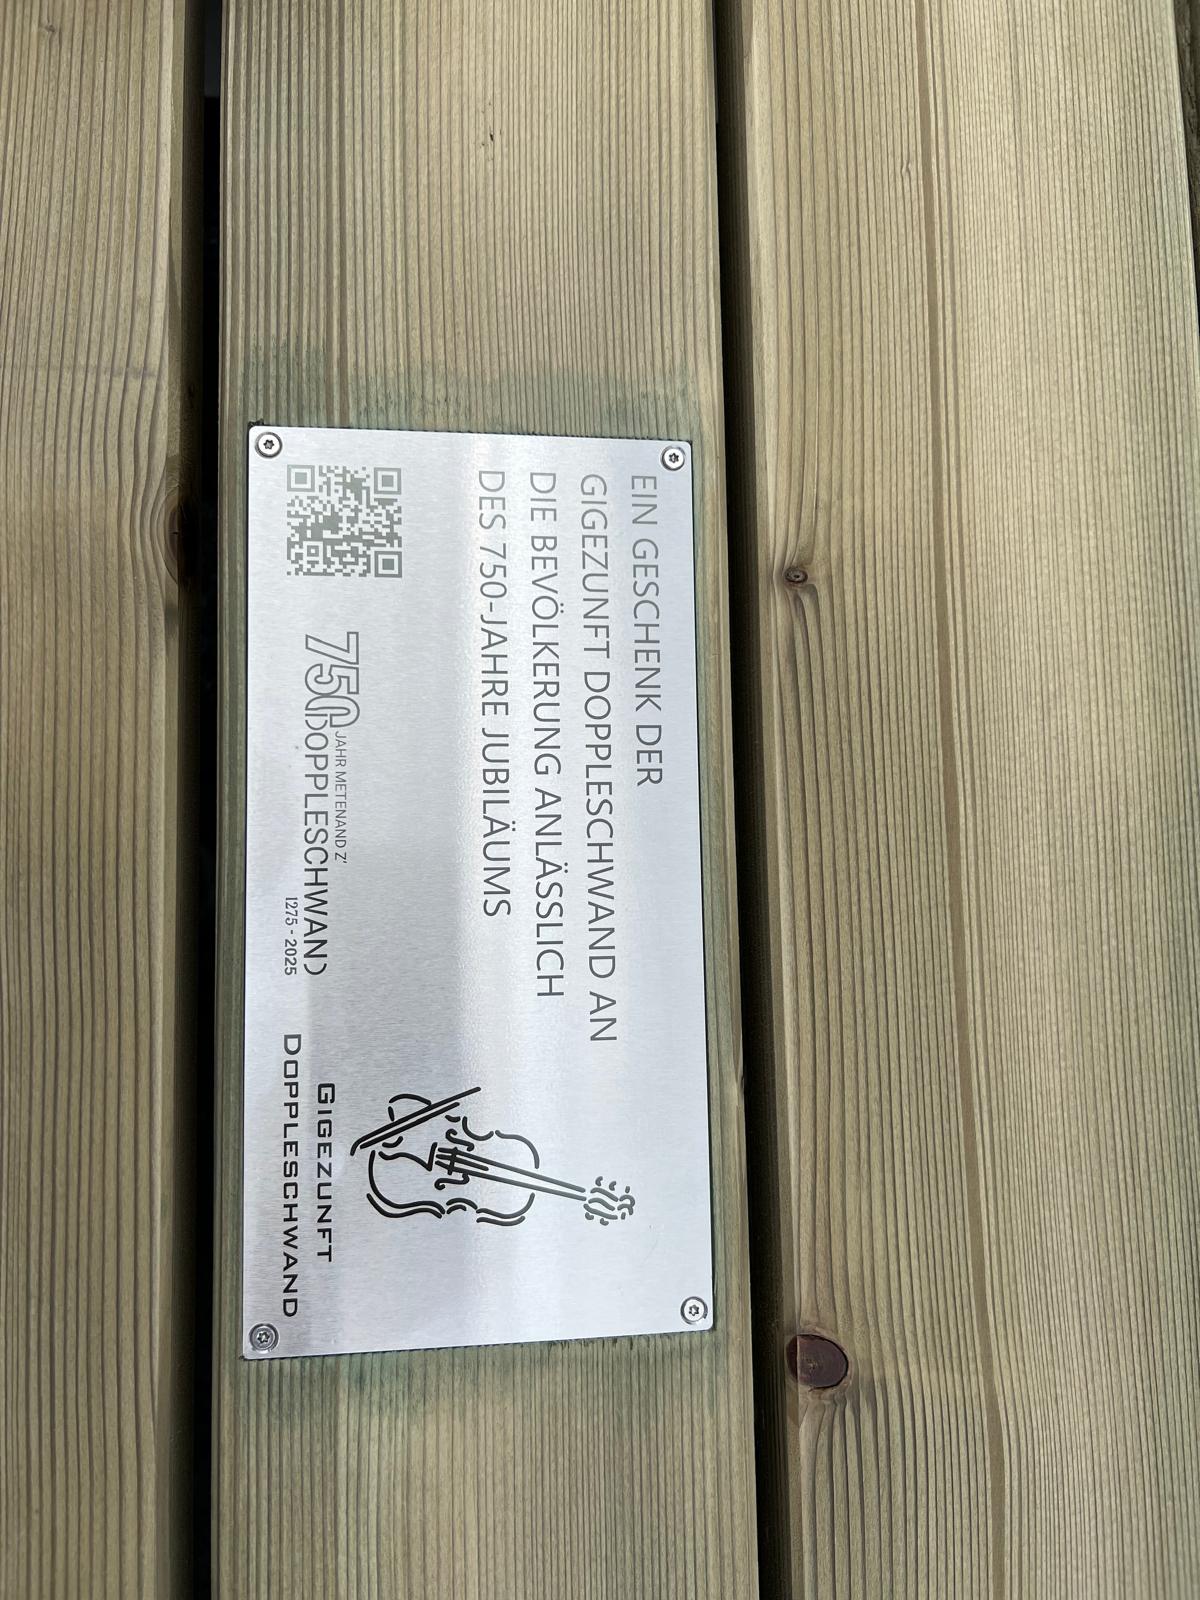 EIN GESCHENK DER
GIGEZUNFT DOPPLESCHWAND AN
DIE BEVÖLKERUNG ANLÄSSLICH
DES 750-JAHRE JUBILÄUMS
750
JAHR METENAND Z'
DOPPLESCHWAND
1275 - 2025
GIGEZUNFT
DOPPLESCHWAND